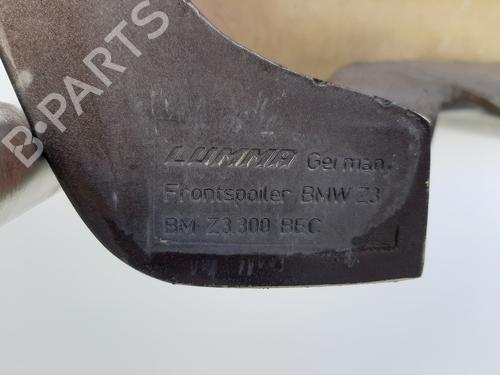 LUMMA German.
Frontspoiler BMW Z3
BM Z3.300 BEC
B-PARTS